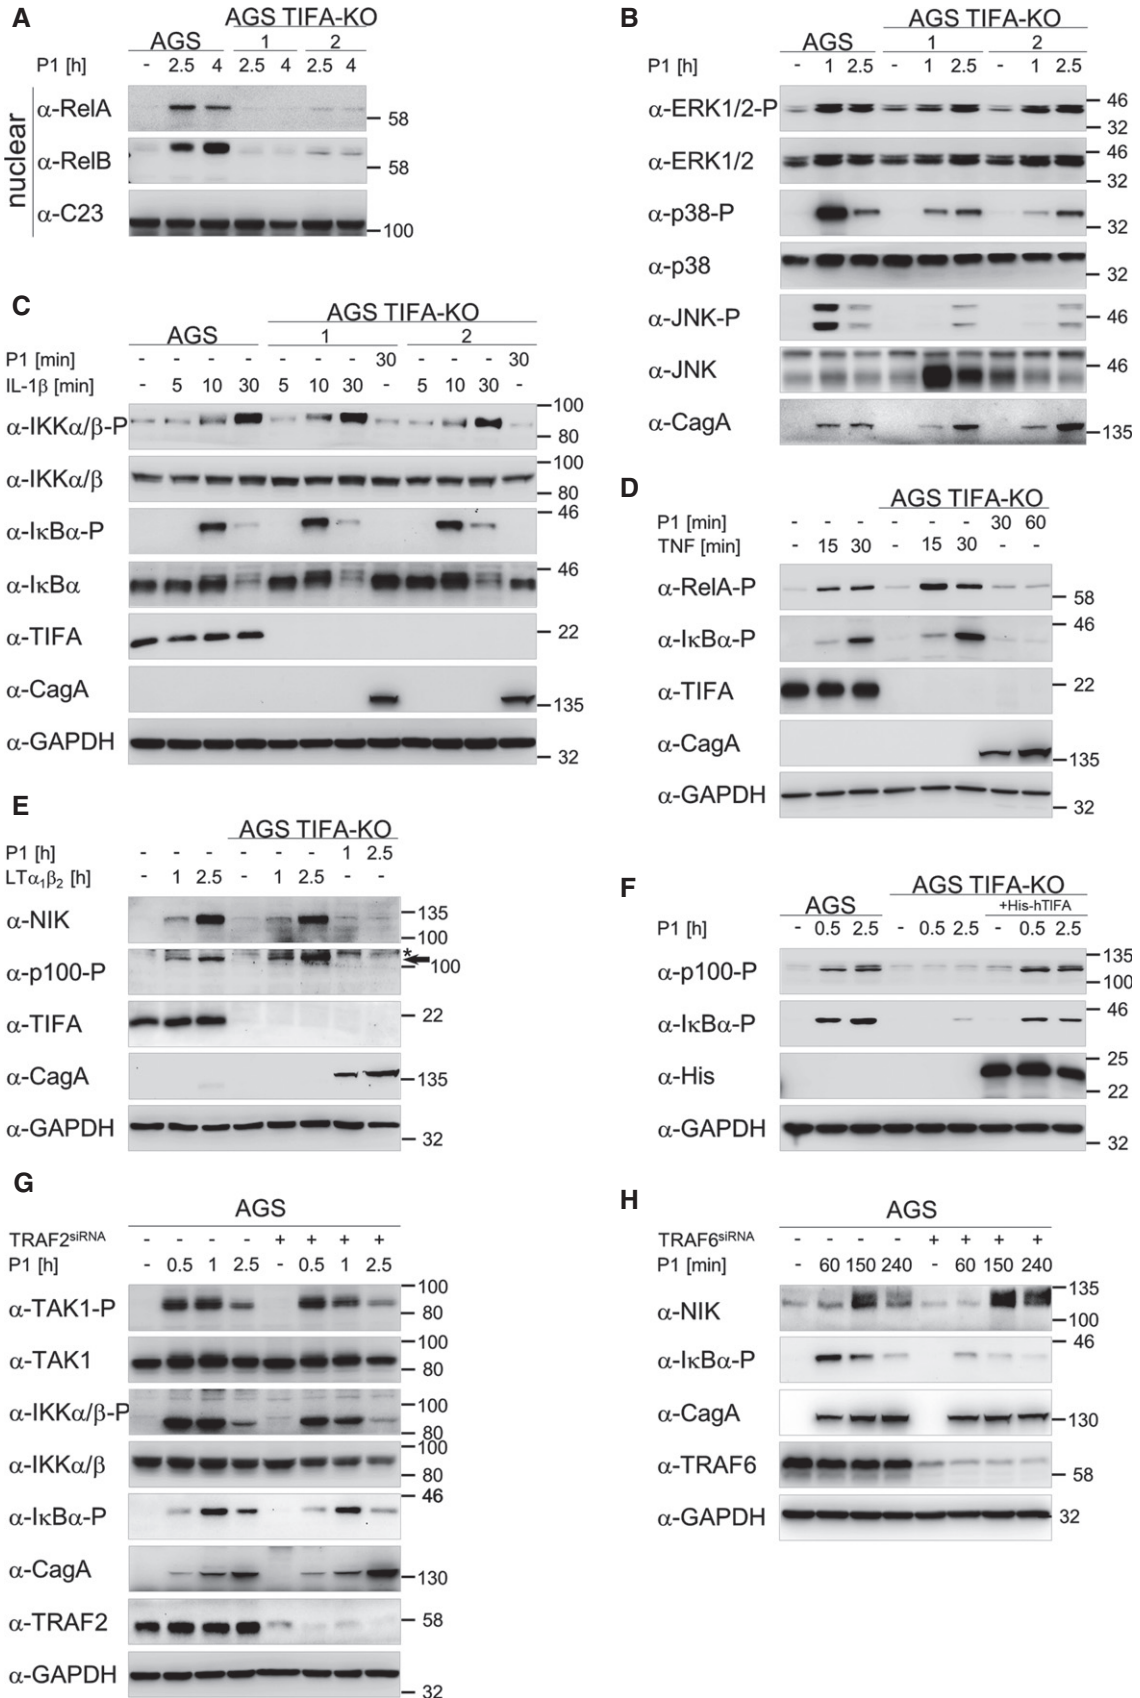 A
AGS TIFA-KO
AGS 1 2
P1 [h] - 2.5 4 2.5 4 2.5 4
nuclear
α-RelA 58
α-RelB 58
α-C23 100
B
AGS TIFA-KO
AGS 1 2
P1 [h] - 1 2.5 - 1 2.5 - 1 2.5
α-ERK1/2-P 46 32
α-ERK1/2 46 32
α-p38-P 32
α-p38 32
α-JNK-P 46
α-JNK 46
α-CagA 135
C
AGS TIFA-KO
AGS 1 2
P1 [min] - - - - - - - 30 - - - 30
IL-1β [min] - 5 10 30 5 10 30 - 5 10 30 -
α-IKKα/β-P 100 80
α-IKKα/β 100 80
α-IκBα-P 46
α-IκBα 46
α-TIFA 22
α-CagA 135
α-GAPDH 32
D
AGS TIFA-KO
P1 [min] - - - - - - 30 60
TNF [min] - 15 30 - 15 30 - -
α-RelA-P 58
α-IκBα-P 46
α-TIFA 22
α-CagA 135
α-GAPDH 32
E
AGS TIFA-KO
P1 [h] - - - - - - 1 2.5
LTα₁β₂ [h] - 1 2.5 - 1 2.5 - -
α-NIK 135 100
α-p100-P * 100
α-TIFA 22
α-CagA 135
α-GAPDH 32
F
AGS TIFA-KO
AGS +His-hTIFA
P1 [h] - 0.5 2.5 - 0.5 2.5 - 0.5 2.5
α-p100-P 135 100
α-IκBα-P 46
α-His 25 22
α-GAPDH 32
G
AGS
TRAF2siRNA - - - - + + + +
P1 [h] - 0.5 1 2.5 - 0.5 1 2.5
α-TAK1-P 100 80
α-TAK1 100 80
α-IKKα/β-P 100 80
α-IKKα/β 100 80
α-IκBα-P 46
α-CagA 130
α-TRAF2 58
α-GAPDH 32
H
AGS
TRAF6siRNA - - - - + + + +
P1 [min] - 60 150 240 - 60 150 240
α-NIK 135 100
α-IκBα-P 46
α-CagA 130
α-TRAF6 58
α-GAPDH 32